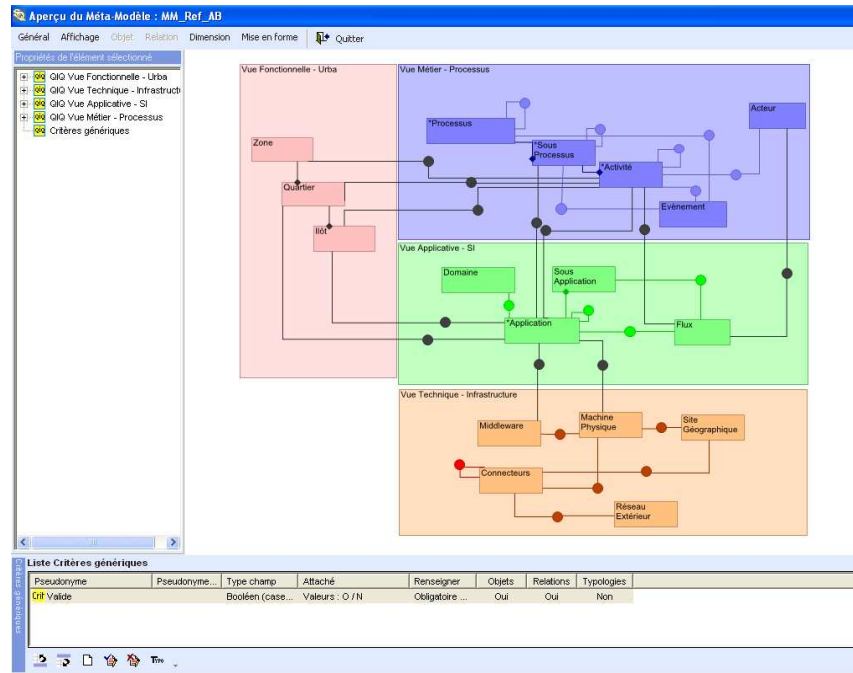 Aperçu du Méta-Modèle : MM_Ref_AB
Général Affichage Objet Relation Dimension Mise en forme Quitter
Propriétés de l'élément sélectionné
QIQ Vue Fonctionnelle - Urba
QIQ Vue Technique - Infrastructu
QIQ Vue Applicative - SI
QIQ Vue Métier - Processus
Critères génériques
Vue Fonctionnelle - Urba
Zone
Quartier
Ilôt
Vue Métier - Processus
*Processus
*Sous
Processus
*Activité
Acteur
Evènement
Vue Applicative - SI
Domaine
Sous
Application
*Application
Flux
Vue Technique - Infrastructure
Middleware
Machine
Physique
Site
Géographique
Connecteurs
Réseau
Extérieur
Critères génériques
Liste Critères génériques
Pseudonyme Pseudonyme... Type champ Attaché Renseigner Objets Relations Typologies
Crit Valide Booléen (case... Valeurs : O / N Obligatoire ... Oui Oui Non